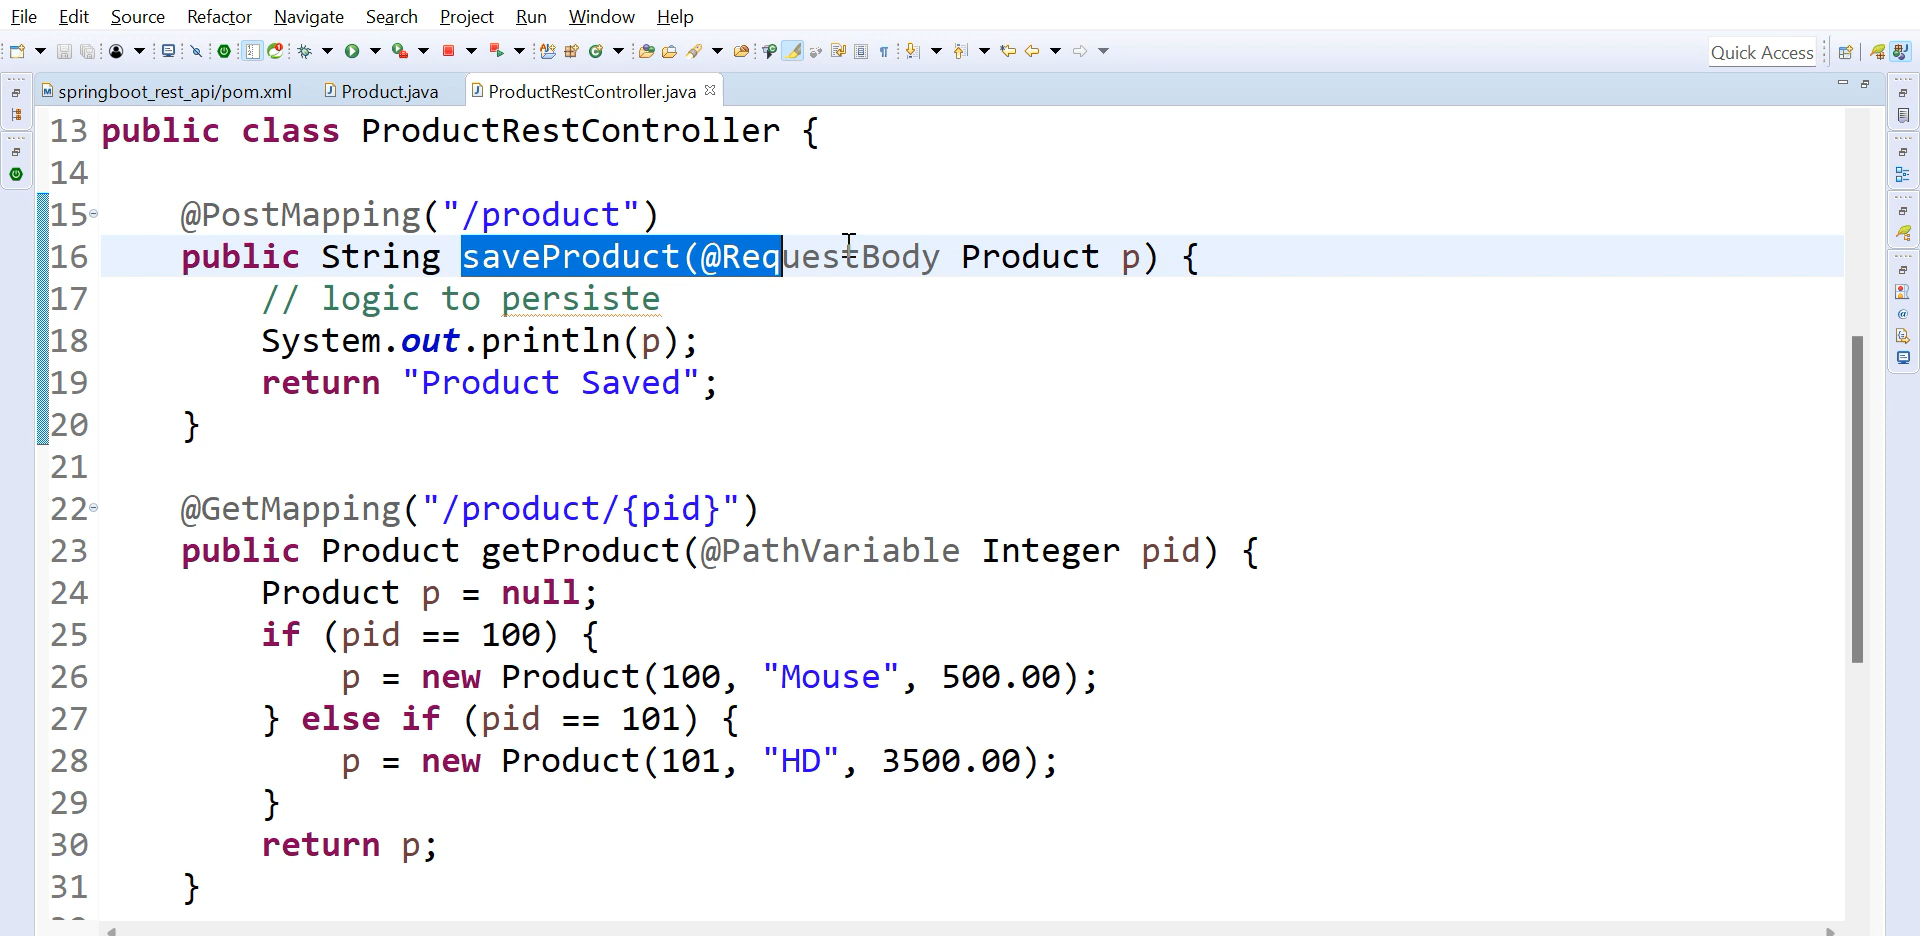 File Edit Source Refactor Navigate Search Project Run Window Help
Quick Access
springboot_rest_api/pom.xml Product.java ProductRestController.java
13 public class ProductRestController {
14
15 @PostMapping("/product")
16 public String saveProduct(@RequestBody Product p) {
17 // logic to persiste
18 System.out.println(p);
19 return "Product Saved";
20 }
21
22 @GetMapping("/product/{pid}")
23 public Product getProduct(@PathVariable Integer pid) {
24 Product p = null;
25 if (pid == 100) {
26 p = new Product(100, "Mouse", 500.00);
27 } else if (pid == 101) {
28 p = new Product(101, "HD", 3500.00);
29 }
30 return p;
31 }